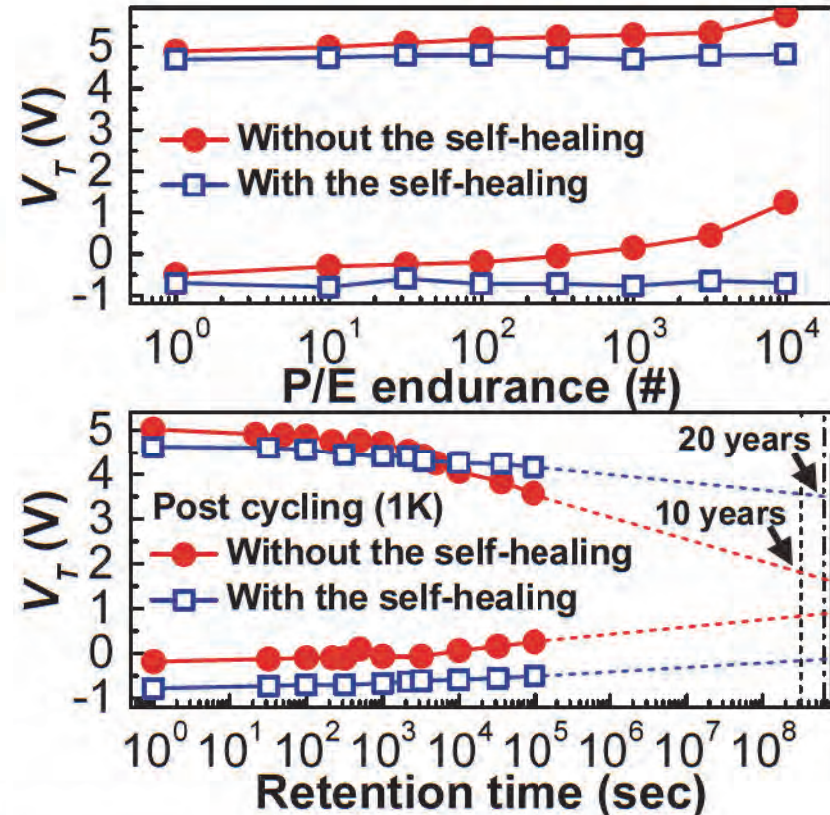 5
4
3
2
1
0
-1
V_T (V)
Without the self-healing
With the self-healing
10^0 10^1 10^2 10^3 10^4
P/E endurance (#)
5
4
3
2
1
0
-1
V_T (V)
20 years
10 years
Post cycling (1K)
Without the self-healing
With the self-healing
10^0 10^1 10^2 10^3 10^4 10^5 10^6 10^7 10^8
Retention time (sec)